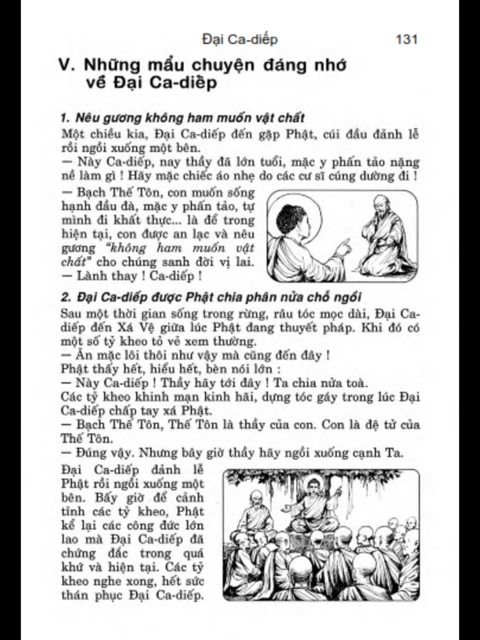 Đại Ca-diếp 131
V. Những mẩu chuyện đáng nhớ
về Đại Ca-diếp
1. Nêu gương không ham muốn vật chất
Một chiều kia, Đại Ca-diếp đến gặp Phật, cúi đầu đảnh lễ
rồi ngồi xuống một bên.
– Này Ca-diếp, nay thầy đã lớn tuổi, mặc y phấn tảo nặng
nề làm gì ! Hãy mặc chiếc áo nhẹ do các cư sĩ cúng dường đi !
– Bạch Thế Tôn, con muốn sống
hạnh đầu đà, mặc y phấn tảo, tự
mình đi khất thực... là để trong
hiện tại, con được an lạc và nêu
gương “không ham muốn vật
chất” cho chúng sanh đời vị lai.
– Lành thay ! Ca-diếp !
2. Đại Ca-diếp được Phật chia phân nửa chỗ ngồi
Sau một thời gian sống trong rừng, râu tóc mọc dài, Đại Ca-
diếp đến Xá Vệ giữa lúc Phật đang thuyết pháp. Khi đó có
một số tỷ kheo tỏ vẻ xem thường.
– Ăn mặc lôi thôi như vậy mà cũng đến đây !
Phật thấy hết, hiểu hết, bèn nói lớn :
– Này Ca-diếp ! Thầy hãy tới đây ! Ta chia nửa toà.
Các tỷ kheo khinh mạn kinh hãi, dựng tóc gáy trong lúc Đại
Ca-diếp chấp tay xá Phật.
– Bạch Thế Tôn, Thế Tôn là thầy của con. Con là đệ tử của
Thế Tôn.
– Đúng vậy. Nhưng bây giờ thầy hãy ngồi xuống cạnh Ta.
Đại Ca-diếp đảnh lễ
Phật rồi ngồi xuống một
bên. Bấy giờ để cảnh
tỉnh các tỷ kheo, Phật
kể lại các công đức lớn
lao mà Đại Ca-diếp đã
chứng đắc trong quá
khứ và hiện tại. Các tỷ
kheo nghe xong, hết sức
thán phục Đại Ca-diếp.